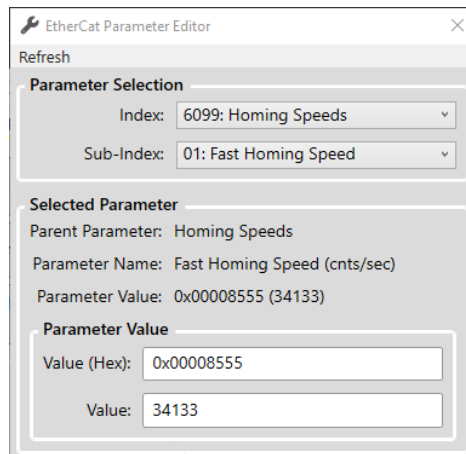 EtherCat Parameter Editor
Refresh
Parameter Selection
Index: 6099: Homing Speeds
Sub-Index: 01: Fast Homing Speed
Selected Parameter
Parent Parameter: Homing Speeds
Parameter Name: Fast Homing Speed (cnts/sec)
Parameter Value: 0x00008555 (34133)
Parameter Value
Value (Hex): 0x00008555
Value: 34133